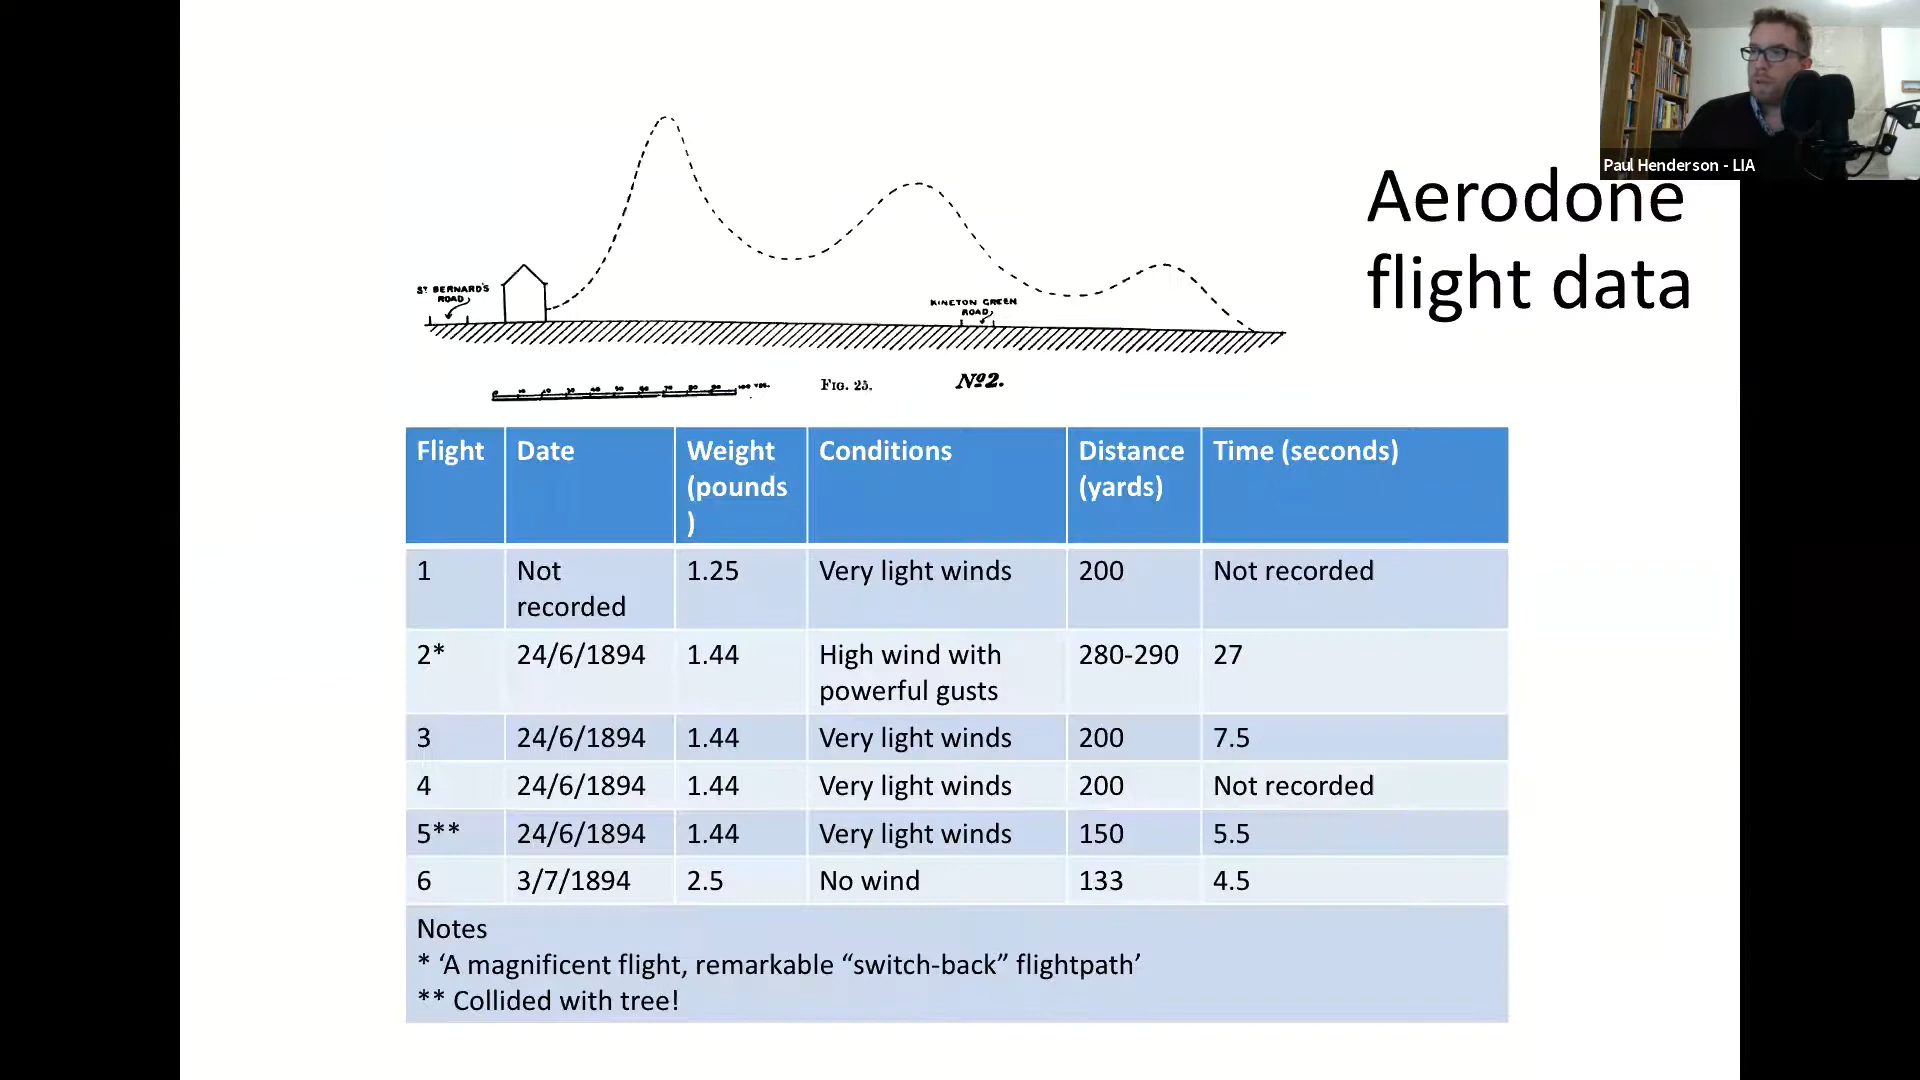 Paul Henderson - LIA
Aerodone
flight data
ST BERNARD'S
ROAD
KINETON GREEN
ROAD
FIG. 25.
Nº2.
Flight Date Weight Conditions Distance Time (seconds)
(pounds (yards)
)
1 Not 1.25 Very light winds 200 Not recorded
recorded
2* 24/6/1894 1.44 High wind with 280-290 27
powerful gusts
3 24/6/1894 1.44 Very light winds 200 7.5
4 24/6/1894 1.44 Very light winds 200 Not recorded
5** 24/6/1894 1.44 Very light winds 150 5.5
6 3/7/1894 2.5 No wind 133 4.5
Notes
* ‘A magnificent flight, remarkable “switch-back” flightpath’
** Collided with tree!